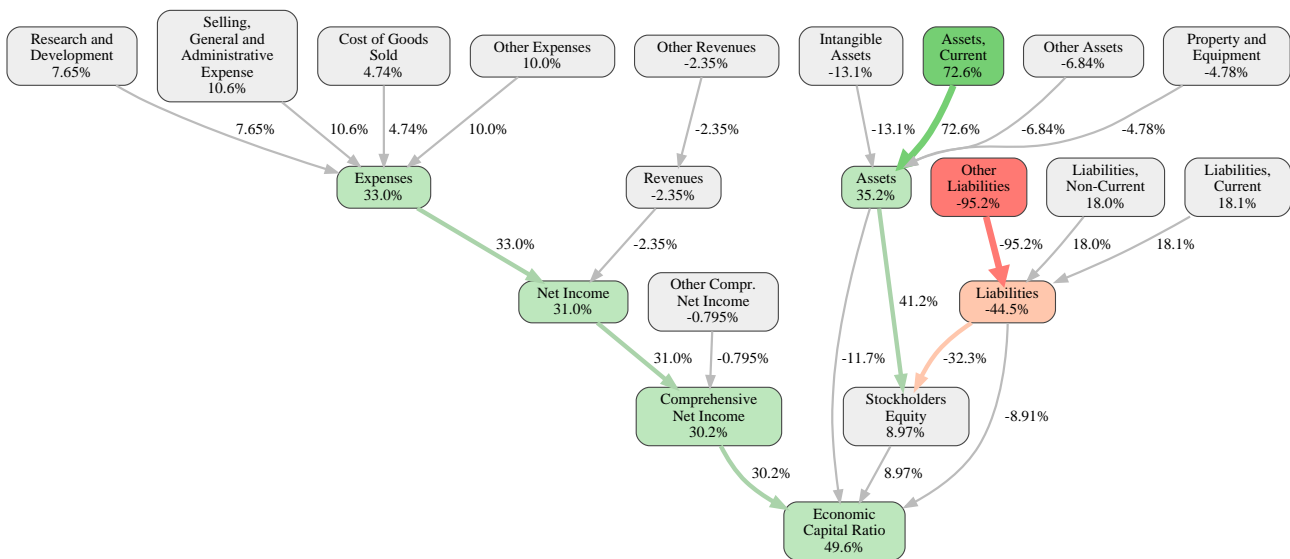 Research and
Development
7.65%
Selling,
General and
Administrative
Expense
10.6%
Cost of Goods
Sold
4.74%
Other Expenses
10.0%
Other Revenues
-2.35%
Intangible
Assets
-13.1%
Assets,
Current
72.6%
Other Assets
-6.84%
Property and
Equipment
-4.78%
7.65%
10.6%
4.74%
10.0%
-2.35%
-13.1%
72.6%
-6.84%
-4.78%
Expenses
33.0%
Revenues
-2.35%
Assets
35.2%
Other
Liabilities
-95.2%
Liabilities,
Non-Current
18.0%
Liabilities,
Current
18.1%
33.0%
-2.35%
-95.2%
18.0%
18.1%
Net Income
31.0%
Other Compr.
Net Income
-0.795%
41.2%
Liabilities
-44.5%
31.0%
-0.795%
-11.7%
-32.3%
Comprehensive
Net Income
30.2%
Stockholders
Equity
8.97%
-8.91%
30.2%
8.97%
Economic
Capital Ratio
49.6%